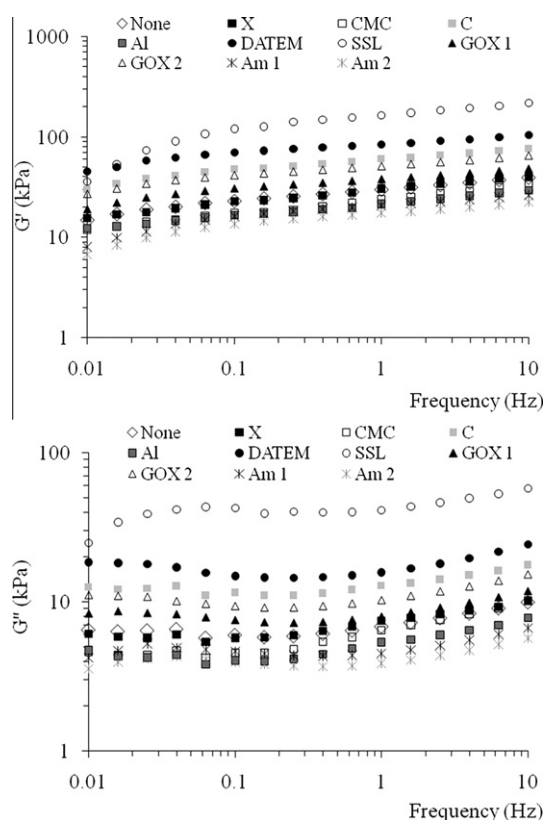 None X CMC C
Al DATEM SSL GOX 1
GOX 2 Am 1 Am 2
1000
100
10
1
G' (kPa)
0.01 0.1 1 10
Frequency (Hz)
None X CMC C
Al DATEM SSL GOX 1
GOX 2 Am 1 Am 2
100
10
1
G" (kPa)
0.01 0.1 1 10
Frequency (Hz)